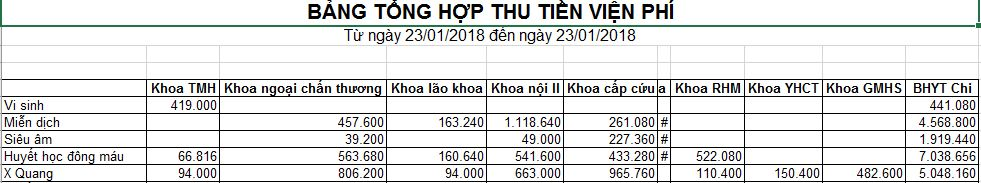 BẢNG TỔNG HỢP THU TIỀN VIỆN PHÍ
Từ ngày 23/01/2018 đến ngày 23/01/2018
Khoa TMH Khoa ngoại chấn thương Khoa lão khoa Khoa nội II Khoa cấp cứu a Khoa RHM Khoa YHCT Khoa GMHS BHYT Chi
Vi sinh 419.000 441.080
Miễn dịch 457.600 163.240 1.118.640 261.080 # 4.568.800
Siêu âm 39.200 49.000 227.360 # 1.919.440
Huyết học đông máu 66.816 563.680 160.640 541.600 433.280 # 522.080 7.038.656
X Quang 94.000 806.200 94.000 663.000 965.760 110.400 150.400 482.600 5.048.160